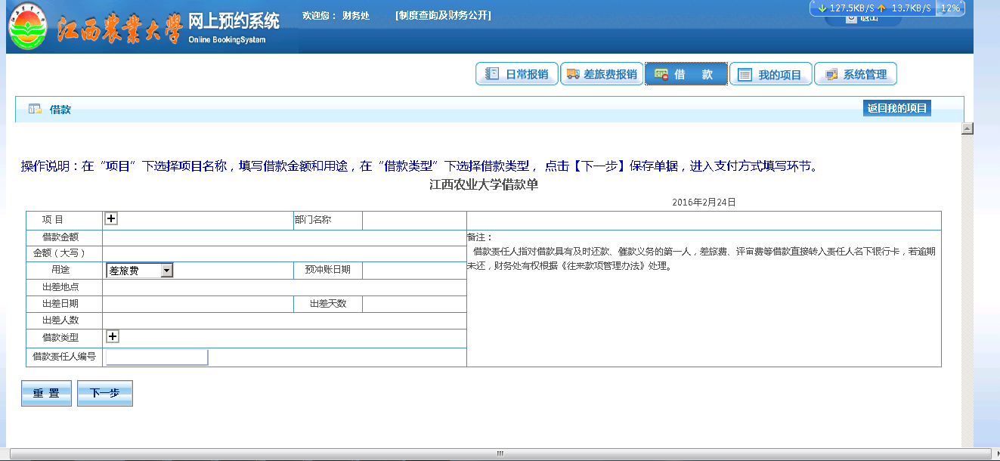 江西农业大学 网上预约系统
Online BookingSystem
欢迎您： 财务处 [制度查询及财务公开]
127.5KB/S 13.7KB/S 12%
退出
日常报销 差旅费报销 借 款 我的项目 系统管理
借款 返回我的项目
操作说明：在“项目”下选择项目名称，填写借款金额和用途，在“借款类型”下选择借款类型， 点击【下一步】保存单据，进入支付方式填写环节。
江西农业大学借款单
2016年2月24日
项 目 部门名称
借款金额
金额（大写）
用途 差旅费 预冲账日期
出差地点
出差日期 出差天数
出差人数
借款类型
借款责任人编号
备注：
借款责任人指对借款具有及时还款、催款义务的第一人，差旅费、评审费等借款直接转入责任人名下银行卡，若逾期
未还，财务处有权根据《往来款项管理办法》处理。
重 置 下一步